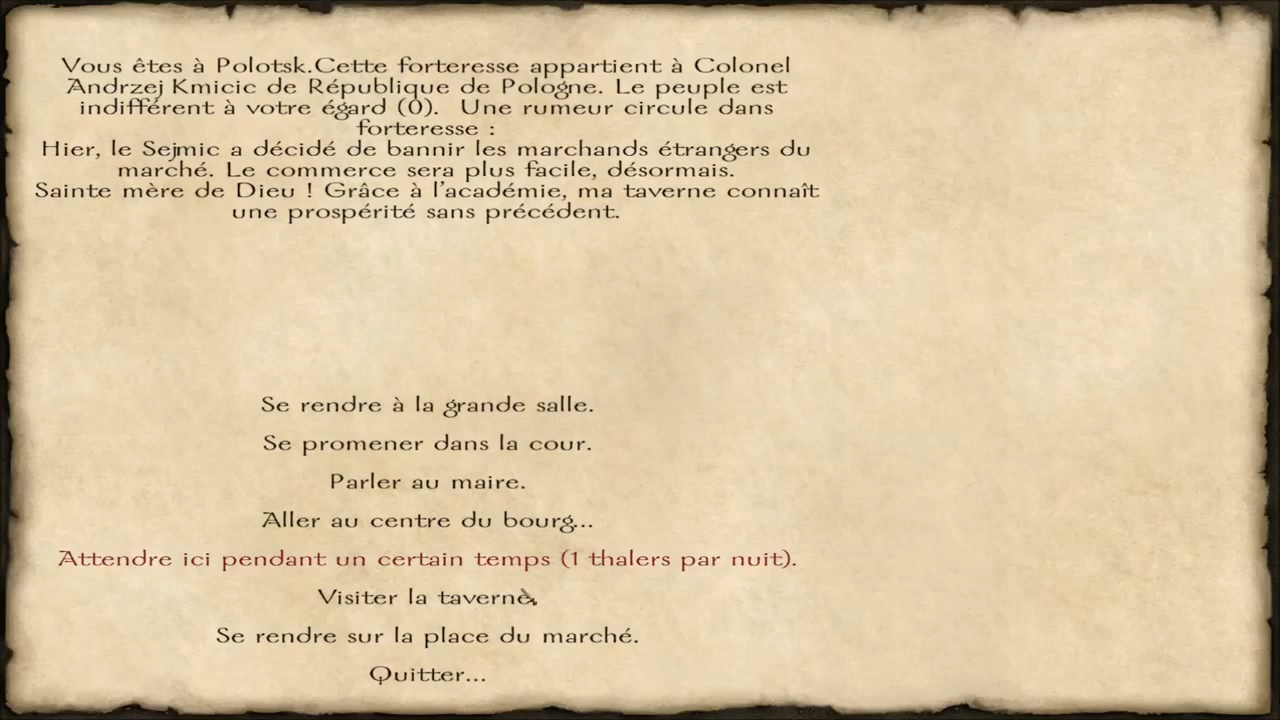 Vous êtes à Polotsk.Cette forteresse appartient à Colonel
Andrzej Kmicic de République de Pologne. Le peuple est
indifférent à votre égard (0).  Une rumeur circule dans
forteresse :
Hier, le Sejmic a décidé de bannir les marchands étrangers du
marché. Le commerce sera plus facile, désormais.
Sainte mère de Dieu ! Grâce à l'académie, ma taverne connaît
une prospérité sans précédent.
Se rendre à la grande salle.
Se promener dans la cour.
Parler au maire.
Aller au centre du bourg...
Attendre ici pendant un certain temps (1 thalers par nuit).
Visiter la taverne.
Se rendre sur la place du marché.
Quitter...